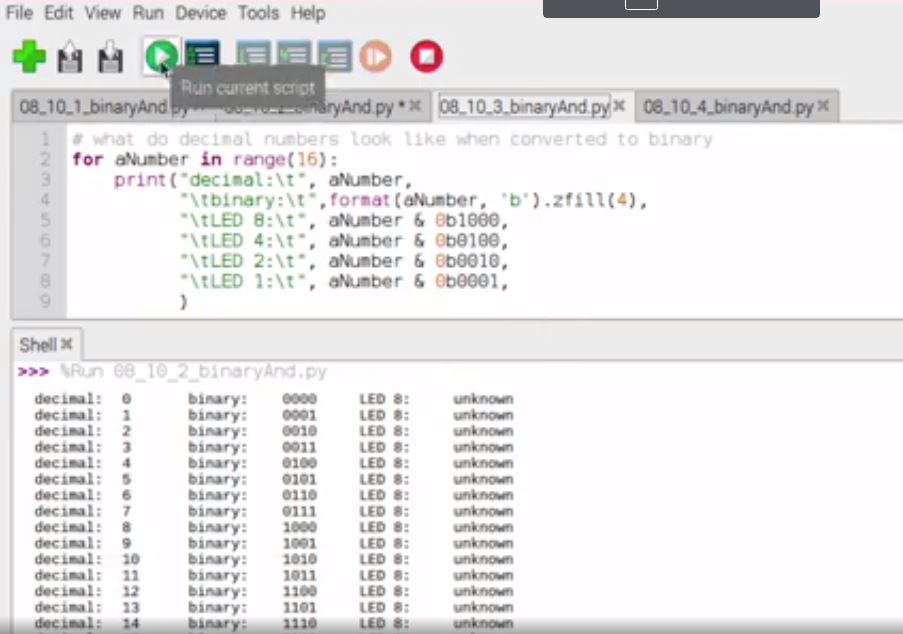 File Edit View Run Device Tools Help
Run current script
08_10_1_binaryAnd.py 08_10_2_binaryAnd.py * 08_10_3_binaryAnd.py 08_10_4_binaryAnd.py
1 # what do decimal numbers look like when converted to binary
2 for aNumber in range(16):
3 print("decimal:\t", aNumber,
4 "\tbinary:\t",format(aNumber, 'b').zfill(4),
5 "\tLED 8:\t", aNumber & 0b1000,
6 "\tLED 4:\t", aNumber & 0b0100,
7 "\tLED 2:\t", aNumber & 0b0010,
8 "\tLED 1:\t", aNumber & 0b0001,
9 )
Shell
>>> %Run 08_10_2_binaryAnd.py
decimal: 0 binary: 0000 LED 8: unknown
decimal: 1 binary: 0001 LED 8: unknown
decimal: 2 binary: 0010 LED 8: unknown
decimal: 3 binary: 0011 LED 8: unknown
decimal: 4 binary: 0100 LED 8: unknown
decimal: 5 binary: 0101 LED 8: unknown
decimal: 6 binary: 0110 LED 8: unknown
decimal: 7 binary: 0111 LED 8: unknown
decimal: 8 binary: 1000 LED 8: unknown
decimal: 9 binary: 1001 LED 8: unknown
decimal: 10 binary: 1010 LED 8: unknown
decimal: 11 binary: 1011 LED 8: unknown
decimal: 12 binary: 1100 LED 8: unknown
decimal: 13 binary: 1101 LED 8: unknown
decimal: 14 binary: 1110 LED 8: unknown